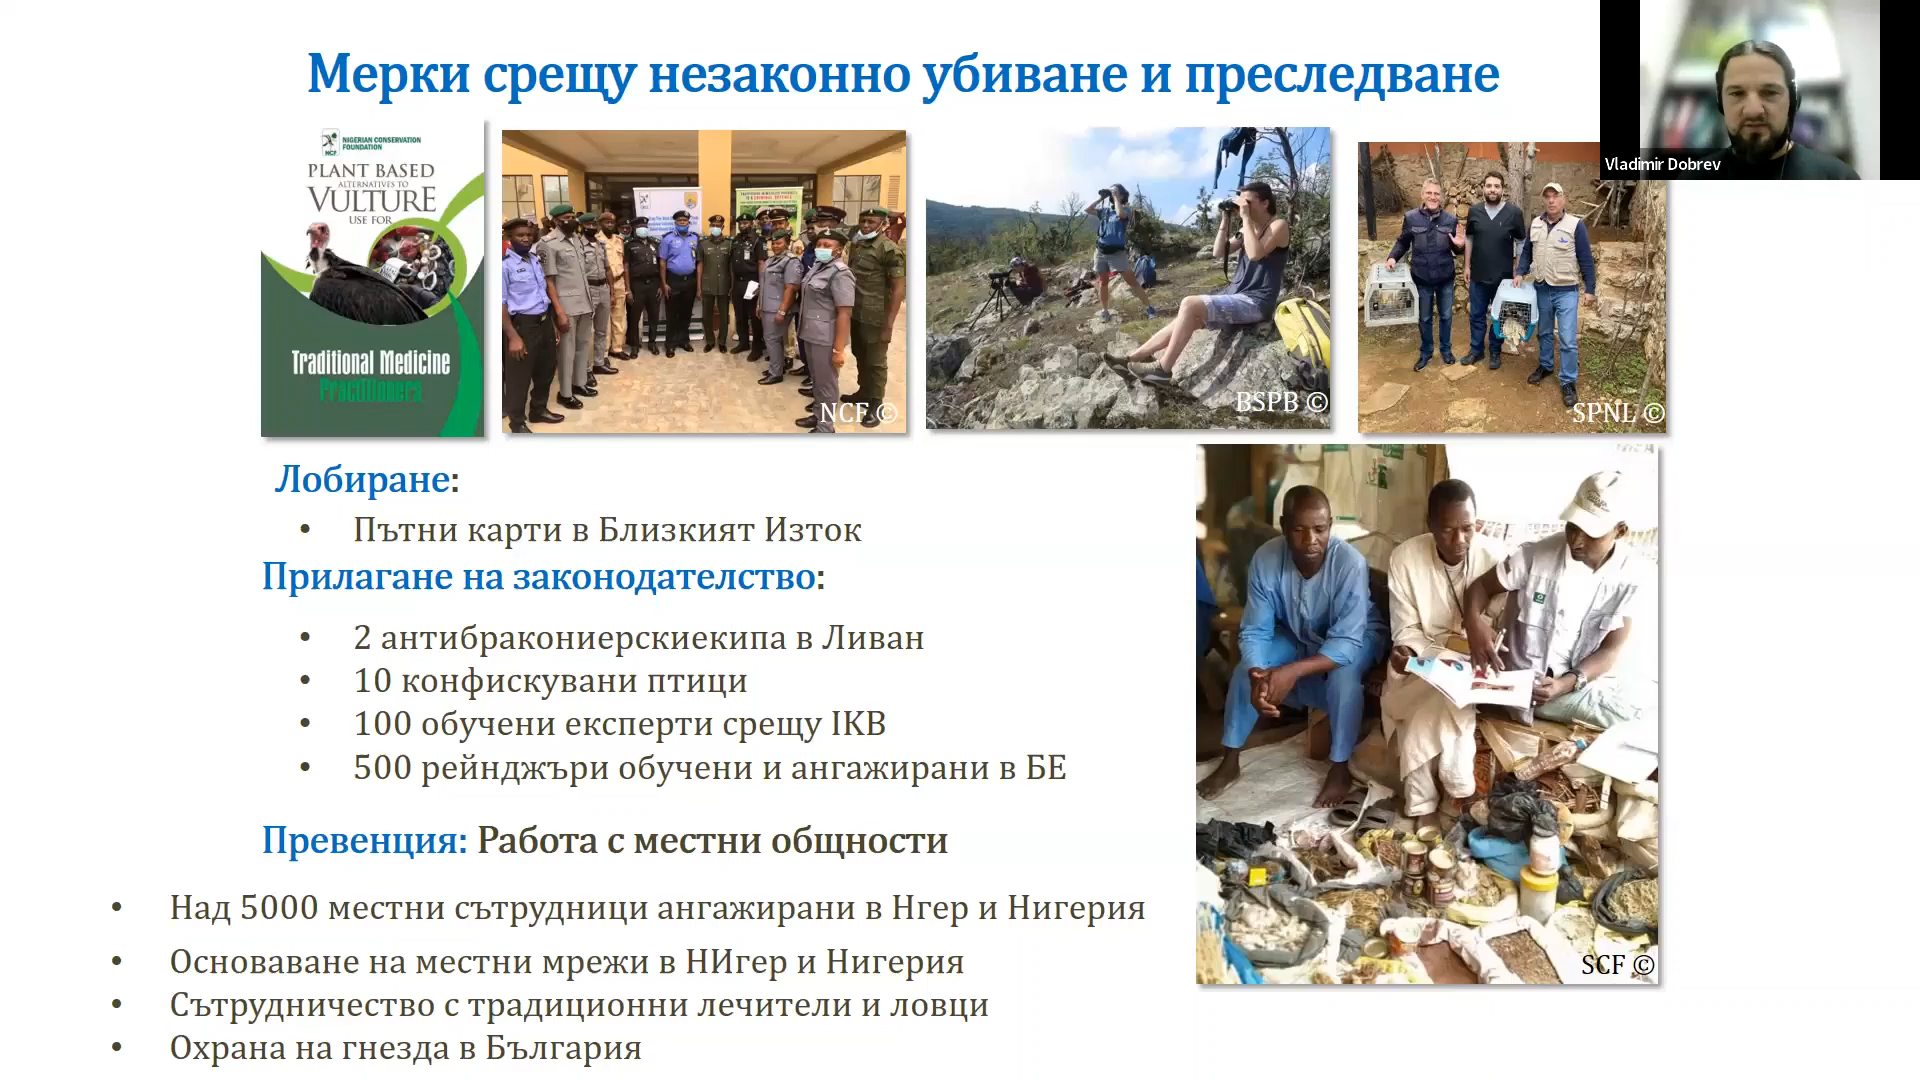 Мерки срещу незаконно убиване и преследване
Vladimir Dobrev
NIGERIAN CONSERVATION
FOUNDATION
NCF
PLANT BASED
ALTERNATIVES TO
VULTURE
USE FOR
Traditional Medicine
Practitioners
NCF ©
BSPB ©
SPNL ©
Лобиране:
• Пътни карти в Близкият Изток
Прилагане на законодателство:
• 2 антибракониерскиекипа в Ливан
• 10 конфискувани птици
• 100 обучени експерти срещу IKB
• 500 рейнджъри обучени и ангажирани в БЕ
Превенция: Работа с местни общности
• Над 5000 местни сътрудници ангажирани в Нгер и Нигерия
• Основаване на местни мрежи в НИгер и Нигерия
• Сътрудничество с традиционни лечители и ловци
• Охрана на гнезда в България
SCF ©